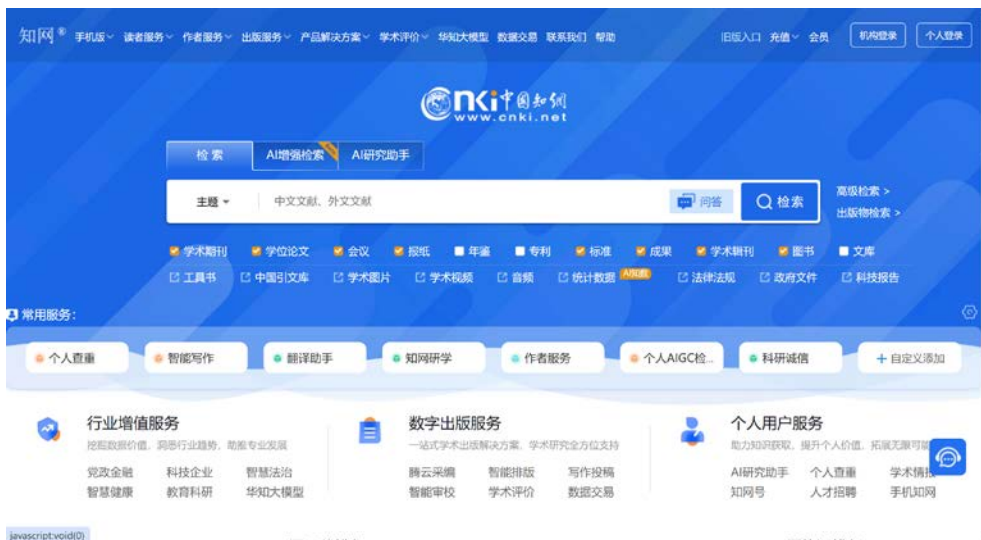 知网® 手机版 读者服务 作者服务 出版服务 产品解决方案 学术评价 华知大模型 数据交易 联系我们 帮助 旧版入口 充值 会员 机构登录 个人登录
cnki 中国知网
www.cnki.net
检索 AI增强检索 AI研究助手
主题 中文文献、外文文献 问答 检索
高级检索 >
出版物检索 >
学术期刊 学位论文 会议 报纸 年鉴 专利 标准 成果 学术辑刊 图书 文库
工具书 中国引文库 学术图片 学术视频 音频 统计数据 法律法规 政府文件 科技报告
常用服务:
个人查重 智能写作 翻译助手 知网研学 作者服务 个人AIGC检... 科研诚信 + 自定义添加
行业增值服务 数字出版服务 个人用户服务
挖掘数据价值、洞悉行业趋势、助推专业发展 一站式学术出版解决方案、学术研究全方位支持 助力知识获取、提升个人价值、拓展无限可能
党政金融 科技企业 智慧法治 腾云采编 智能排版 写作投稿 AI研究助手 个人查重 学术情报
智慧健康 教育科研 华知大模型 智能审校 学术评价 数据交易 知网号 人才招聘 手机知网
javascript:void(0)